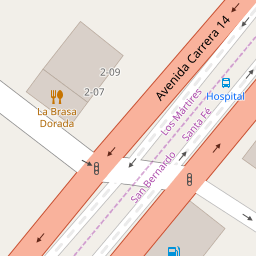 Avenida Carrera 14
2-09
2-07
La Brasa
Dorada
Hospital
Los Mártires
Santa Fé
San Bernardo